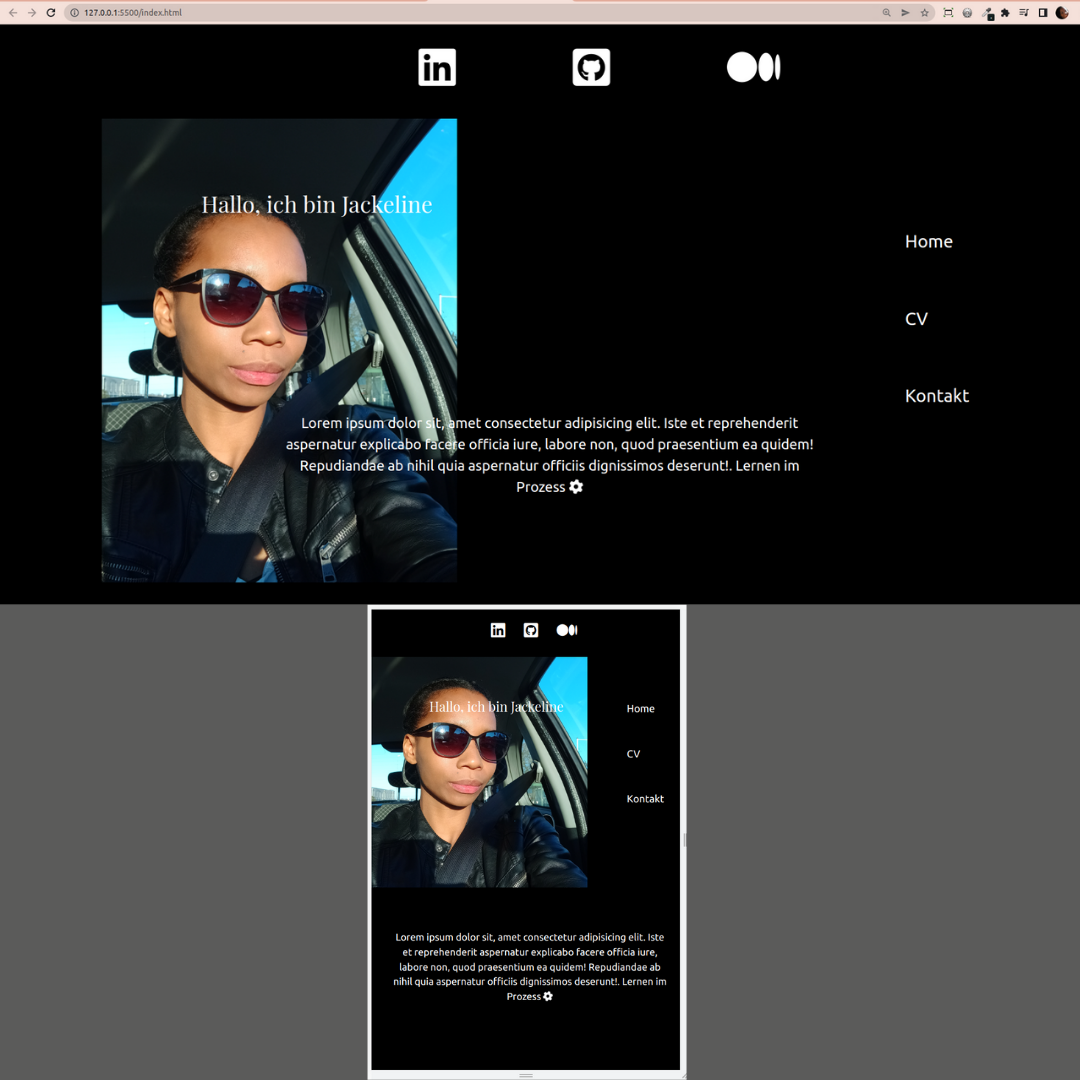 127.0.0.1:5500/index.html
in
Hallo, ich bin Jackeline
Home
CV
Kontakt
Lorem ipsum dolor sit, amet consectetur adipisicing elit. Iste et reprehenderit
aspernatur explicabo facere officia iure, labore non, quod praesentium ea quidem!
Repudiandae ab nihil quia aspernatur officiis dignissimos deserunt!. Lernen im
Prozess
in
Hallo, ich bin Jackeline
Home
CV
Kontakt
Lorem ipsum dolor sit, amet consectetur adipisicing elit. Iste
et reprehenderit aspernatur explicabo facere officia iure,
labore non, quod praesentium ea quidem! Repudiandae ab
nihil quia aspernatur officiis dignissimos deserunt!. Lernen im
Prozess